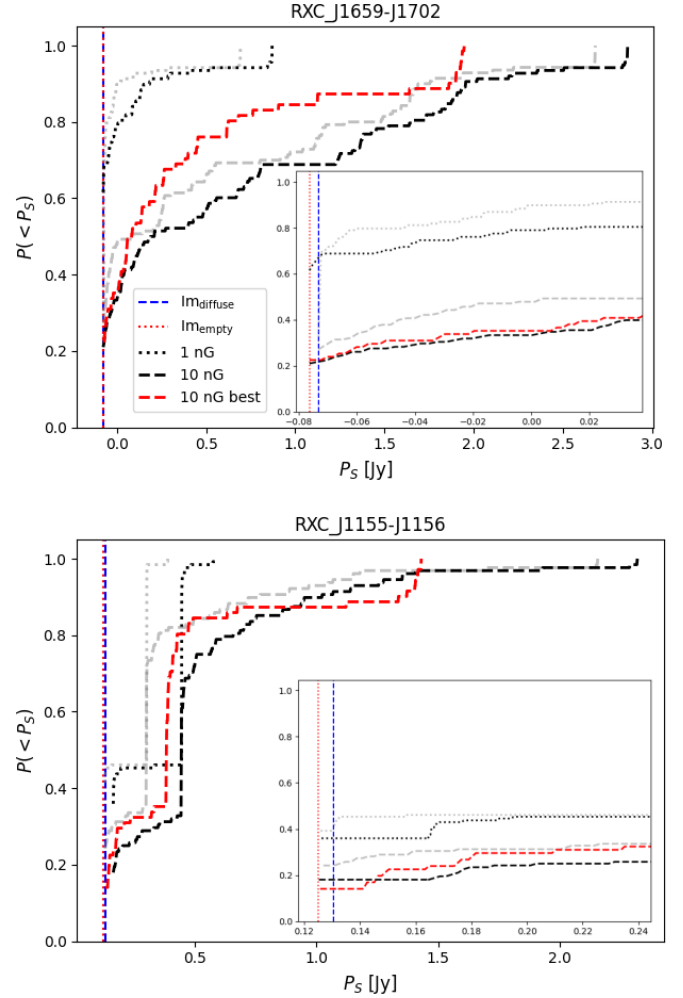 RXC_J1659-J1702
1.0
0.8
0.6
0.4
0.2
0.0
P(< P_S)
Im_diffuse
Im_empty
1 nG
10 nG
10 nG best
1.0
0.8
0.6
0.4
0.2
0.0
−0.08 −0.06 −0.04 −0.02 0.00 0.02
0.0 0.5 1.0 1.5 2.0 2.5 3.0
P_S [Jy]
RXC_J1155-J1156
1.0
0.8
0.6
0.4
0.2
0.0
P(< P_S)
1.0
0.8
0.6
0.4
0.2
0.0
0.12 0.14 0.16 0.18 0.20 0.22 0.24
0.5 1.0 1.5 2.0
P_S [Jy]